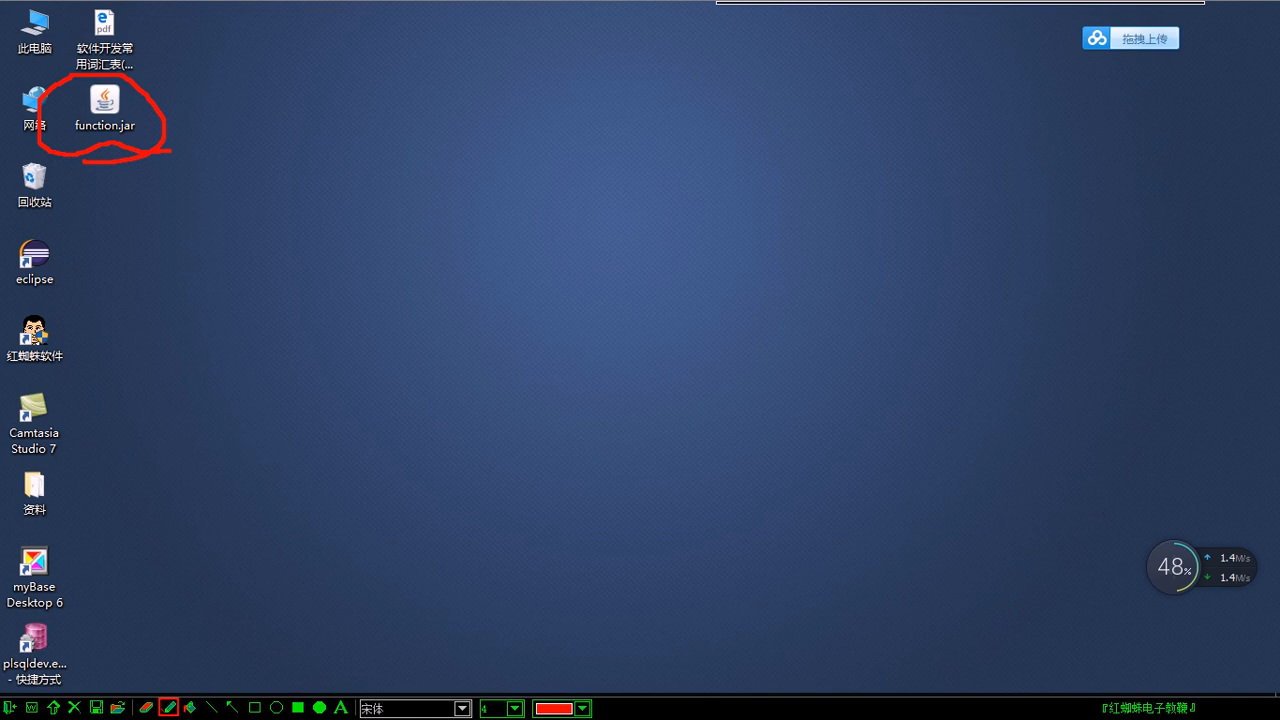 此电脑
软件开发常
用词汇表(...
网络
function.jar
回收站
eclipse
红蜘蛛软件
Camtasia
Studio 7
资料
myBase
Desktop 6
plsqldev.e...
- 快捷方式
pdf
拖拽上传
48%
1.4M/s
1.4M/s
宋体
4
『红蜘蛛电子教鞭』